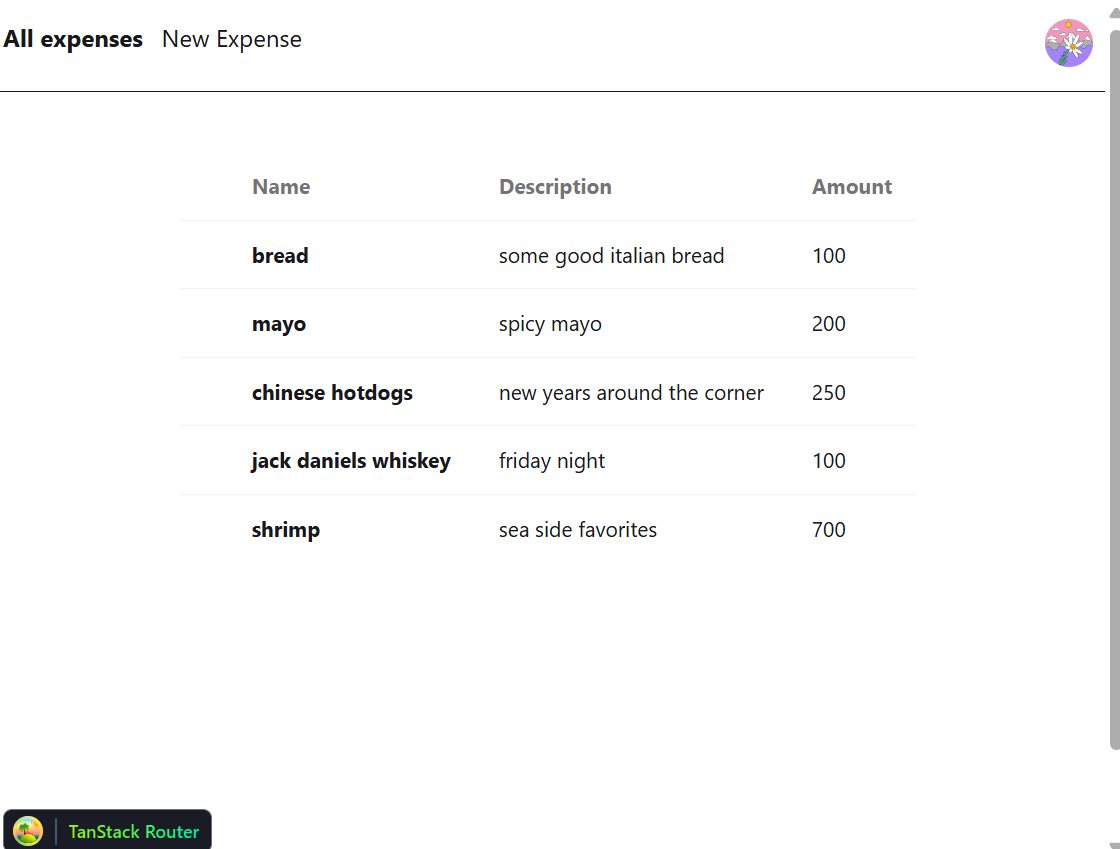 All expenses New Expense
Name Description Amount
bread some good italian bread 100
mayo spicy mayo 200
chinese hotdogs new years around the corner 250
jack daniels whiskey friday night 100
shrimp sea side favorites 700
TanStack Router